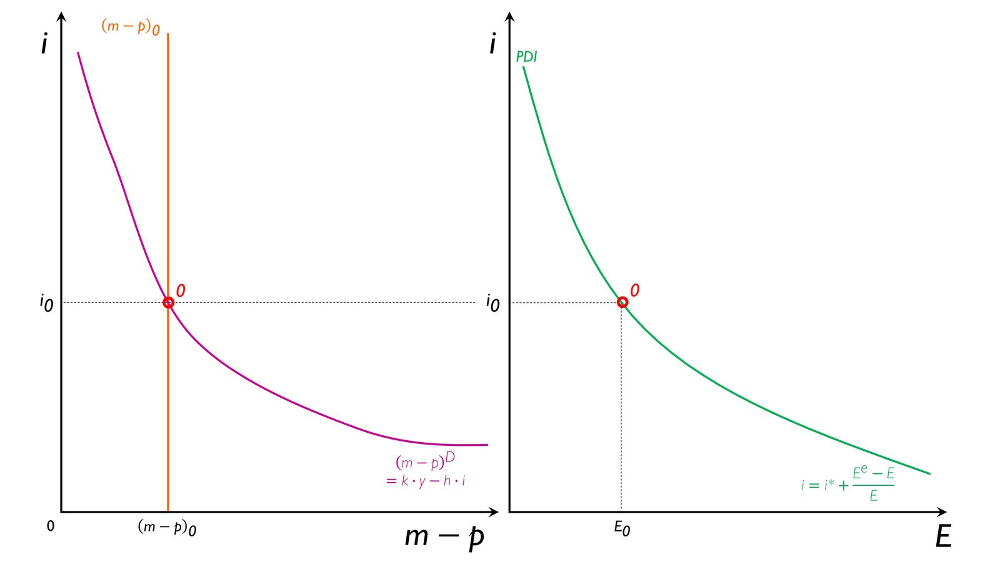 (m − p)₀
i
0
i₀
(m − p)ᴰ
= k · y − h · i
0
(m − p)₀
m − p
i
PDI
0
i₀
i = i* + (Eᵉ − E)/E
E₀
E